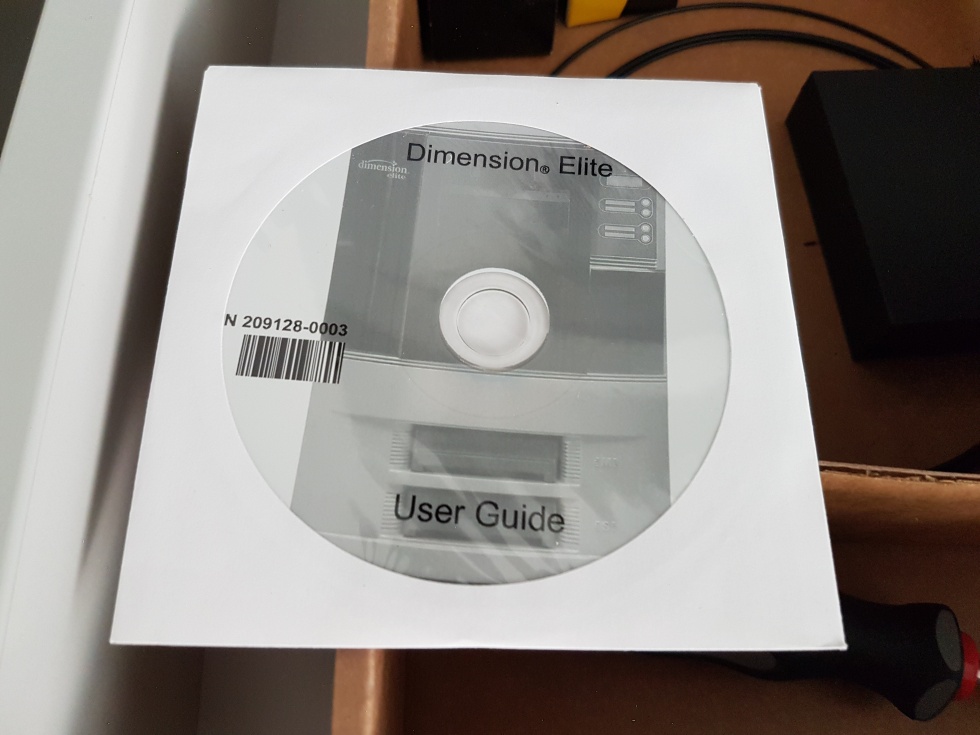 Dimension® Elite
dimension
elite
N 209128-0003
User Guide